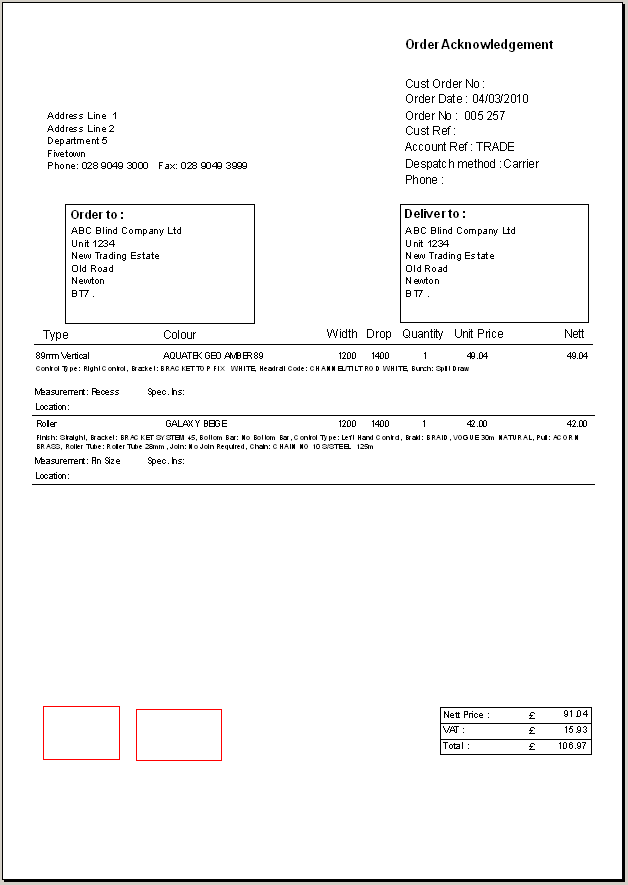 Order Acknowledgement
Cust Order No :
Order Date : 04/03/2010
Order No : 005 257
Cust Ref :
Account Ref : TRADE
Despatch method : Carrier
Phone :
Address Line 1
Address Line 2
Department 5
Fivetown
Phone: 028 9049 3000 Fax: 028 9049 3999
Order to :
ABC Blind Company Ltd
Unit 1234
New Trading Estate
Old Road
Newton
BT7 .
Deliver to :
ABC Blind Company Ltd
Unit 1234
New Trading Estate
Old Road
Newton
BT7 .
Type Colour Width Drop Quantity Unit Price Nett
89mm Vertical AQUATEK GEO AMBER 89 1200 1400 1 49.04 49.04
Control Type: Right Control, Bracket: BRACKET TOP FIX WHITE, Headrail Code: CHANNEL/TILT ROD WHITE, Bunch: Split Draw
Measurement: Recess Spec. Ins:
Location:
Roller GALAXY BEIGE 1200 1400 1 42.00 42.00
Finish: Straight, Bracket: BRACKET SYSTEM 45, Bottom Bar: No Bottom Bar, Control Type: Left Hand Control, Braid: BRAID, VOGUE 30m NATURAL, Pull: ACORN
BRASS, Roller Tube: Roller Tube 28mm, Join: No Join Required, Chain: CHAIN NO 10 S/STEEL 125m
Measurement: Fin Size Spec. Ins:
Location:
Nett Price : £ 91.04
VAT : £ 15.93
Total : £ 106.97